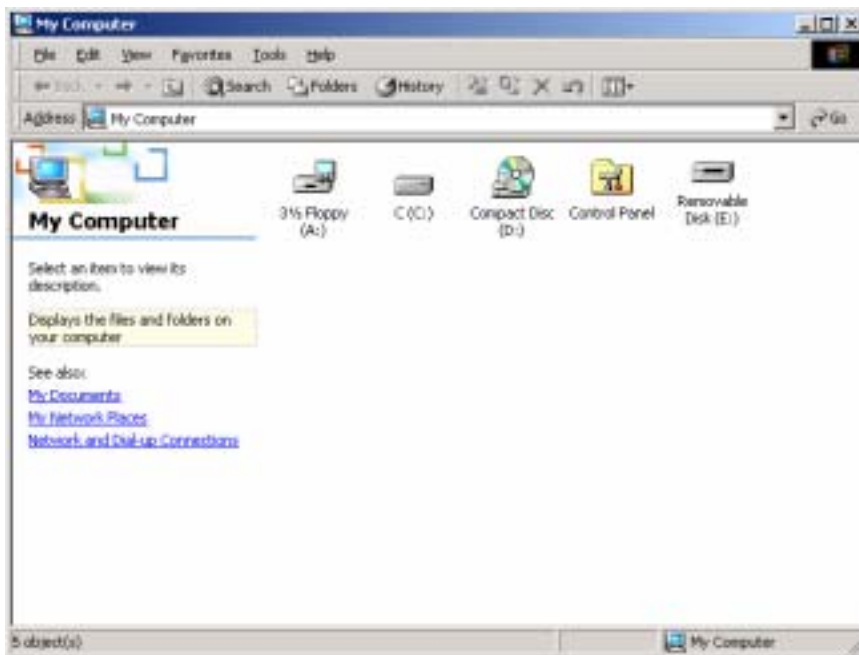 My Computer
File Edit View Favorites Tools Help
Back Search Folders History
Address My Computer Go
My Computer
Select an item to view its
description.
Displays the files and folders on
your computer
See also:
My Documents
My Network Places
Network and Dial-up Connections
3½ Floppy
(A:)
C (C:)
Compact Disc
(D:)
Control Panel
Removable
Disk (E:)
5 object(s)
My Computer